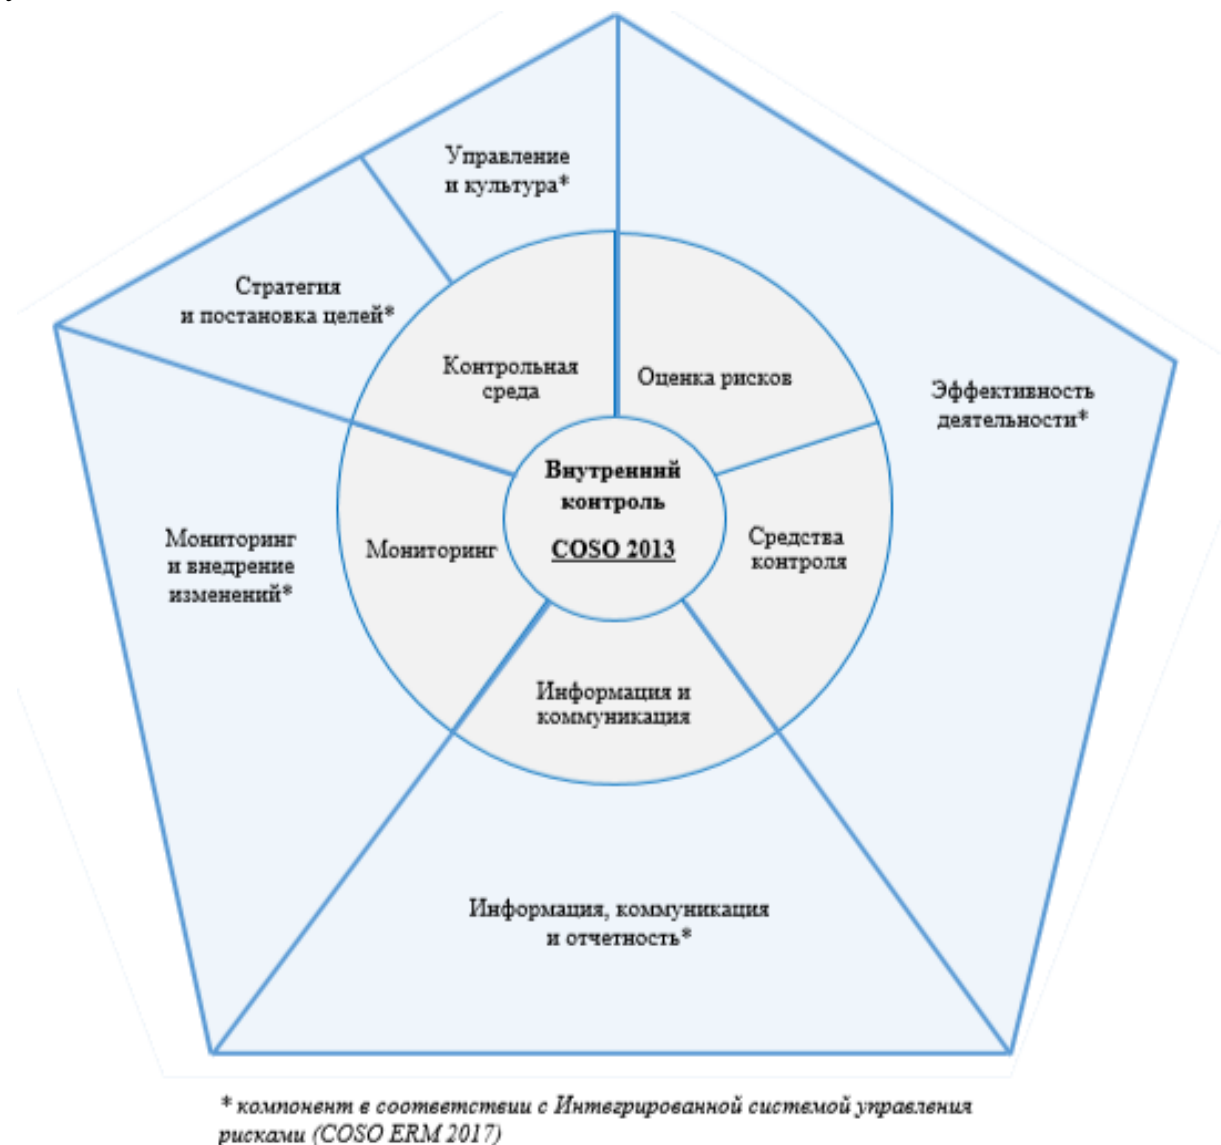 Управление
и культура*
Стратегия
и постановка целей*
Контрольная
среда
Оценка рисков
Эффективность
деятельности*
Внутренний
контроль
COSO 2013
Мониторинг
и внедрение
изменений*
Мониторинг
Средства
контроля
Информация и
коммуникация
Информация, коммуникация
и отчетность*
* компонент в соответствии с Интегрированной системой управления
рисками (COSO ERM 2017)